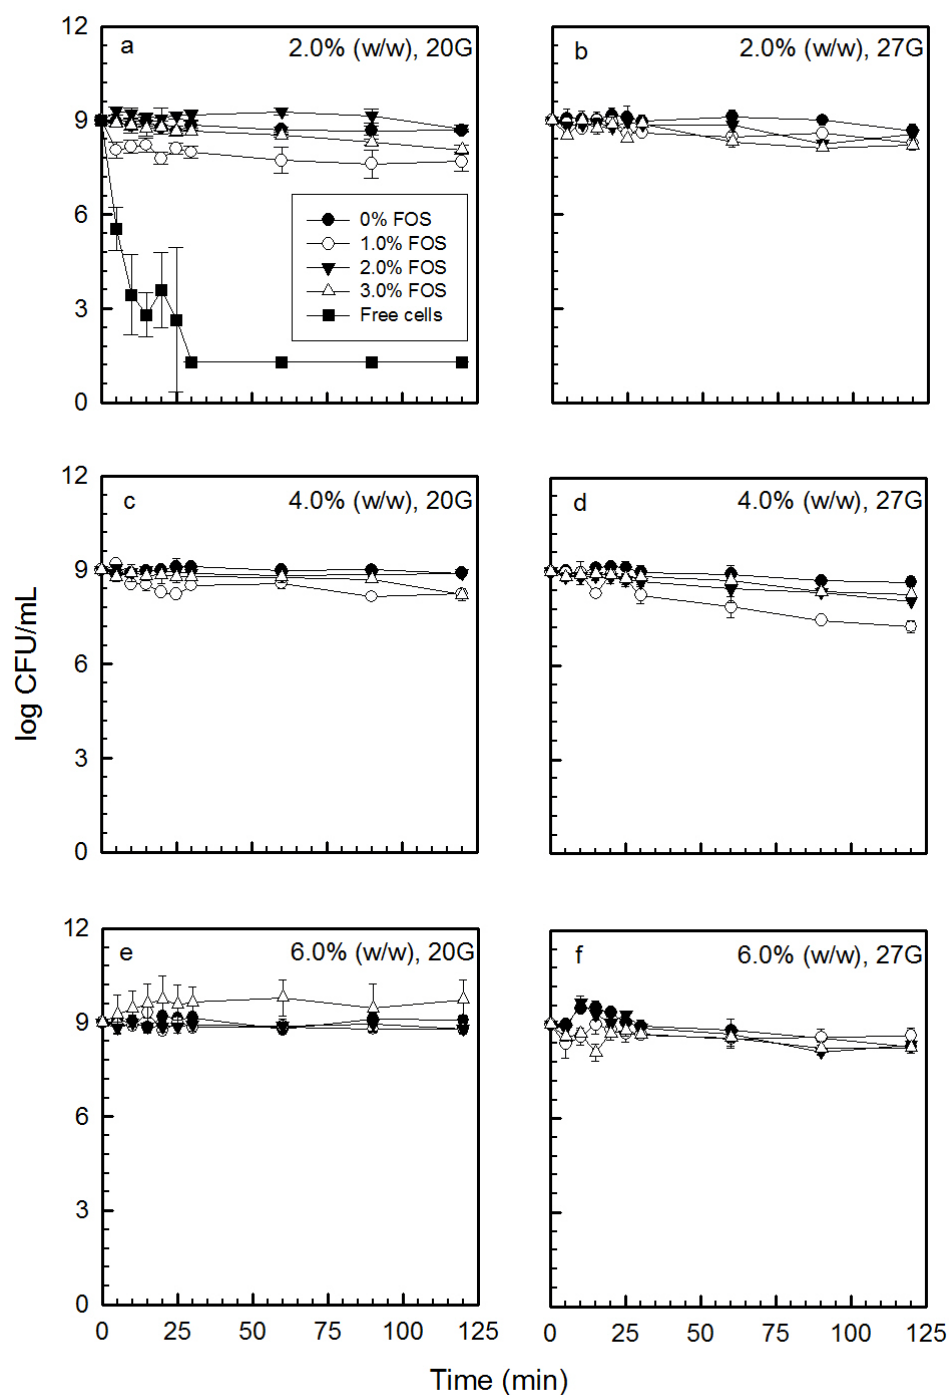 12
a
2.0% (w/w), 20G
b
2.0% (w/w), 27G
9
6
0% FOS
1.0% FOS
2.0% FOS
3.0% FOS
Free cells
3
0
12
c
4.0% (w/w), 20G
d
4.0% (w/w), 27G
9
6
3
0
log CFU/mL
12
e
6.0% (w/w), 20G
f
6.0% (w/w), 27G
9
6
3
0
0 25 50 75 100 125
0 25 50 75 100 125
Time (min)